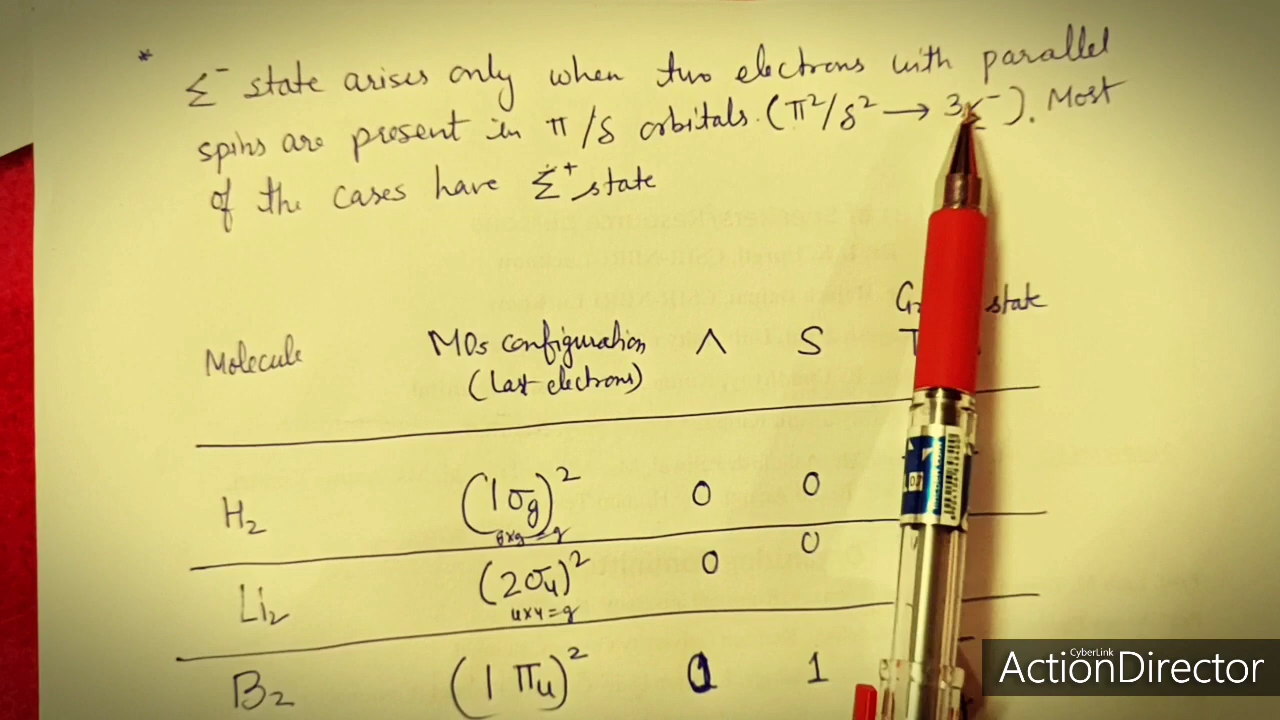 * Σ⁻ state arises only when two electrons with parallel
spins are present in π/δ orbitals. (π²/δ² → ³Σ⁻). Most
of the cases have Σ⁺ state
state
Molecule MOs configuration Λ S
(last electrons)
H₂ (1σg)² 0 0
g×g=g
Li₂ (2σu)² 0 0
u×u=g
B₂ (1πu)² 0 1
CyberLink
ActionDirector